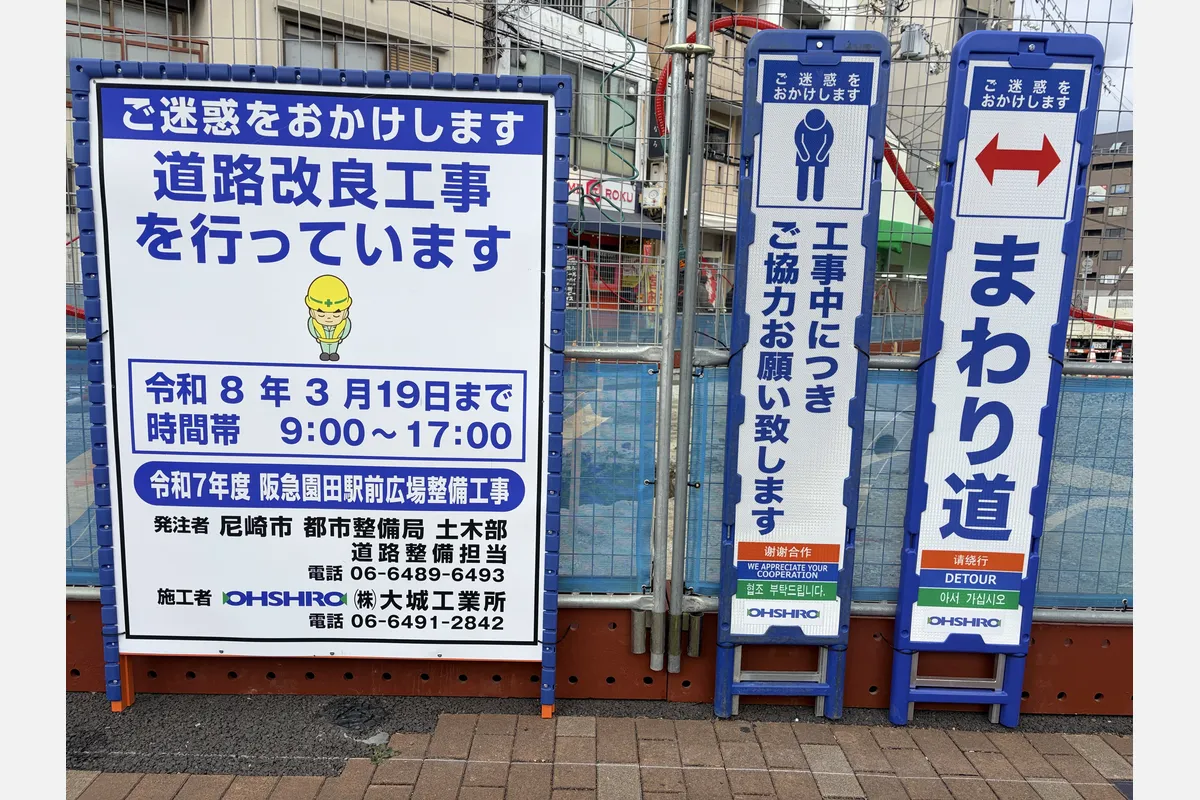 ご迷惑をおかけします
道路改良工事
を行っています
令和 8 年 3 月19日まで
時間帯 9:00～17:00
令和7年度 阪急園田駅前広場整備工事
発注者 尼崎市 都市整備局 土木部
道路整備担当
電話 06-6489-6493
施工者 OHSHIRO ㈱大城工業所
電話 06-6491-2842
ご迷惑を
おかけします
工事中につき
ご協力お願い致します
谢谢合作
WE APPRECIATE YOUR
COOPERATION
협조 부탁드립니다.
OHSHIRO
ご迷惑を
おかけします
まわり道
请绕行
DETOUR
돌아서 가십시오
OHSHIRO
ROKU